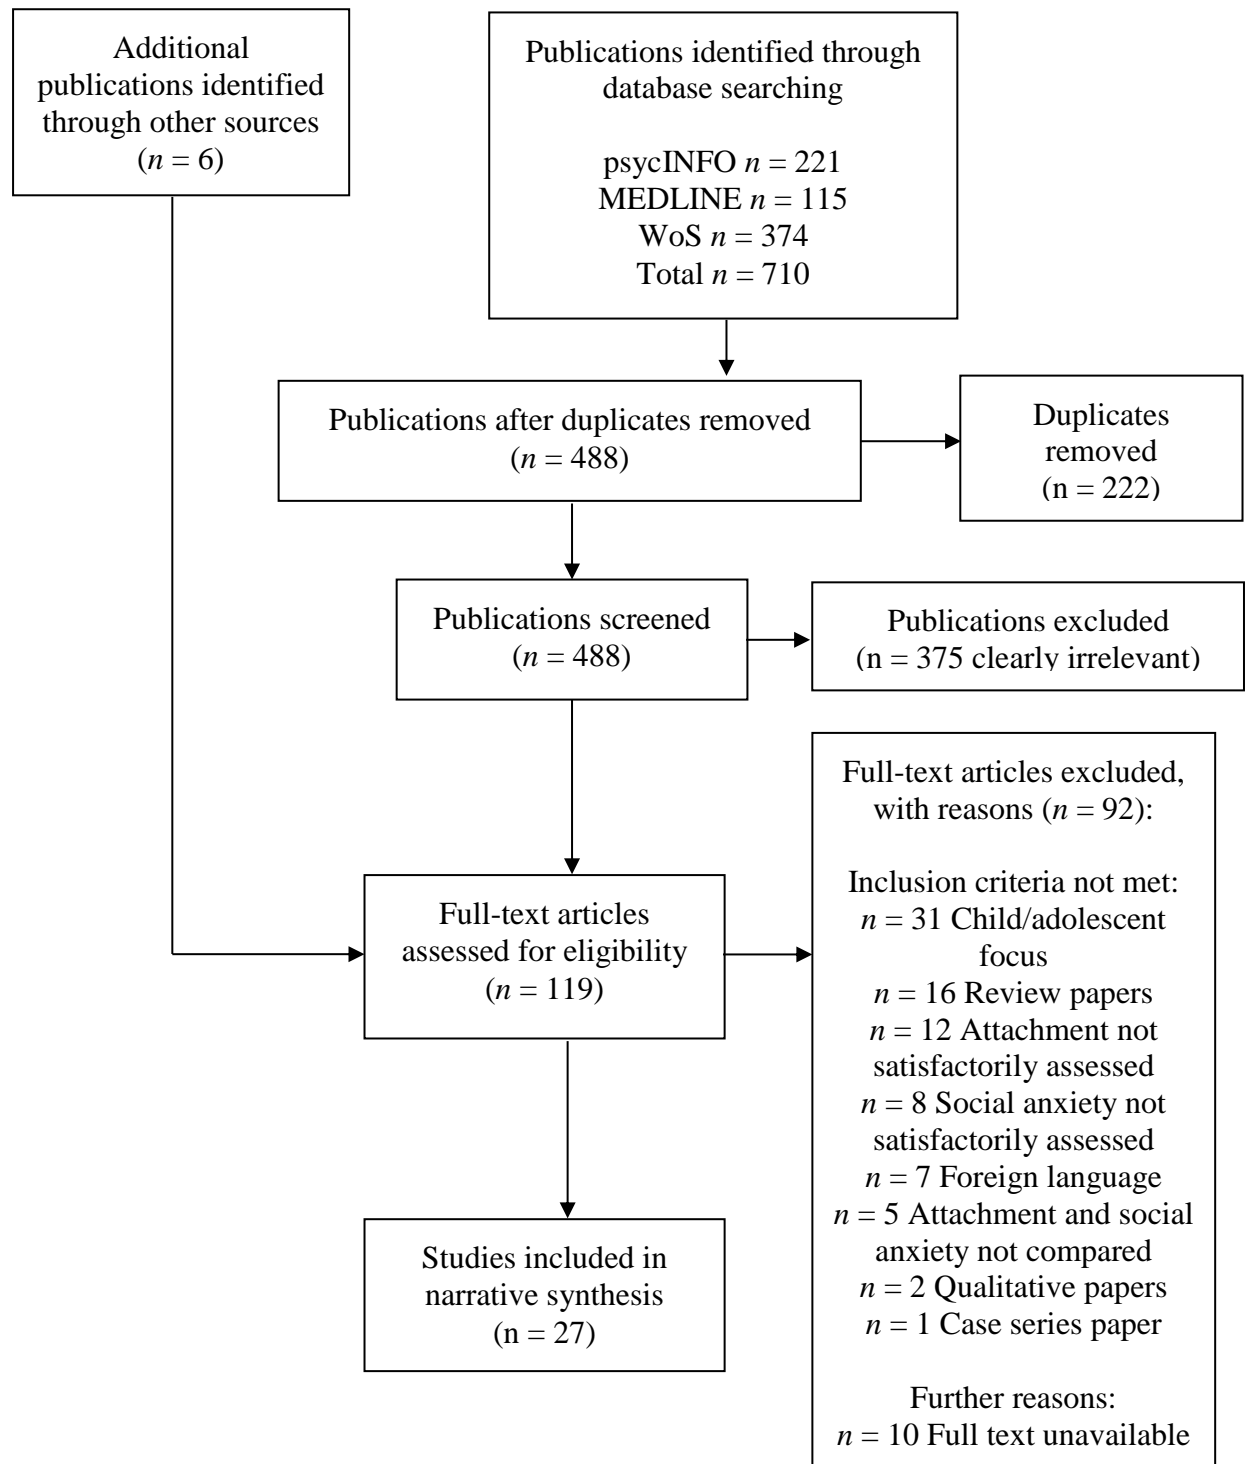 Additional
publications identified
through other sources
(n = 6)
Publications identified through
database searching
psycINFO n = 221
MEDLINE n = 115
WoS n = 374
Total n = 710
Publications after duplicates removed
(n = 488)
Duplicates
removed
(n = 222)
Publications screened
(n = 488)
Publications excluded
(n = 375 clearly irrelevant)
Full-text articles
assessed for eligibility
(n = 119)
Full-text articles excluded,
with reasons (n = 92):
Inclusion criteria not met:
n = 31 Child/adolescent
focus
n = 16 Review papers
n = 12 Attachment not
satisfactorily assessed
n = 8 Social anxiety not
satisfactorily assessed
n = 7 Foreign language
n = 5 Attachment and social
anxiety not compared
n = 2 Qualitative papers
n = 1 Case series paper
Further reasons:
n = 10 Full text unavailable
Studies included in
narrative synthesis
(n = 27)